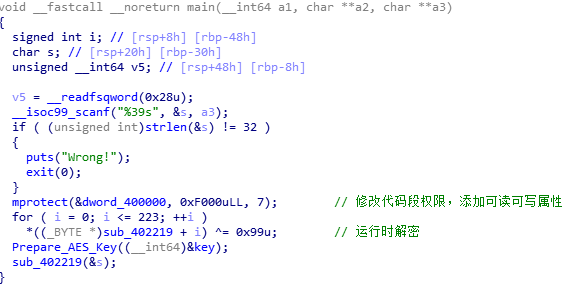 void __fastcall __noreturn main(__int64 a1, char **a2, char **a3)
{
  signed int i; // [rsp+8h] [rbp-48h]
  char s; // [rsp+20h] [rbp-30h]
  unsigned __int64 v5; // [rsp+48h] [rbp-8h]

  v5 = __readfsqword(0x28u);
  __isoc99_scanf("%39s", &s, a3);
  if ( (unsigned int)strlen(&s) != 32 )
  {
    puts("Wrong!");
    exit(0);
  }
  mprotect(&dword_400000, 0xF000uLL, 7);        // 修改代码段权限，添加可读可写属性
  for ( i = 0; i <= 223; ++i )
    *((_BYTE *)sub_402219 + i) ^= 0x99u;        // 运行时解密
  Prepare_AES_Key((__int64)&key);
  sub_402219(&s);
}